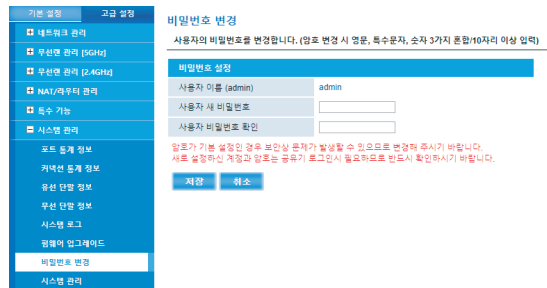 기본 설정
고급 설정
네트워크 관리
무선랜 관리 [5GHz]
무선랜 관리 [2.4GHz]
NAT/라우터 관리
특수 기능
시스템 관리
포트 통계 정보
커넥션 통계 정보
유선 단말 정보
무선 단말 정보
시스템 로그
펌웨어 업그레이드
비밀번호 변경
시스템 관리
비밀번호 변경
사용자의 비밀번호를 변경합니다. (암호 변경 시 영문, 특수문자, 숫자 3가지 혼합/10자리 이상 입력)
비밀번호 설정
사용자 이름 (admin) admin
사용자 새 비밀번호
사용자 비밀번호 확인
암호가 기본 설정인 경우 보안상 문제가 발생할 수 있으므로 변경해 주시기 바랍니다.
새로 설정하신 계정과 암호는 공유기 로그인시 필요하므로 반드시 확인하시기 바랍니다.
저장 취소